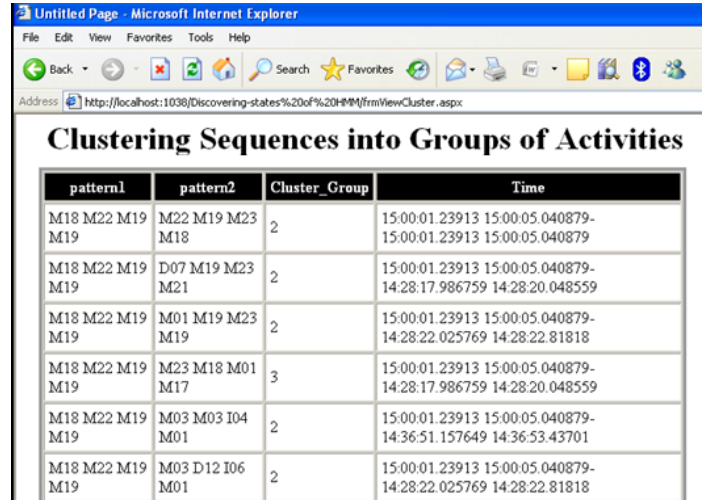 Untitled Page - Microsoft Internet Explorer
File Edit View Favorites Tools Help
Back Search Favorites
Address http://localhost:1038/Discovering-states%20of%20HMM/frmViewCluster.aspx
Clustering Sequences into Groups of Activities
pattern1 pattern2 Cluster_Group Time
M18 M22 M19 M22 M19 M23 15:00:01.23913 15:00:05.040879-
M19 M18 2 15:00:01.23913 15:00:05.040879
M18 M22 M19 D07 M19 M23 15:00:01.23913 15:00:05.040879-
M19 M21 2 14:28:17.986759 14:28:20.048559
M18 M22 M19 M01 M19 M23 15:00:01.23913 15:00:05.040879-
M19 M19 2 14:28:22.025769 14:28:22.81818
M18 M22 M19 M23 M18 M01 15:00:01.23913 15:00:05.040879-
M19 M17 3 14:28:17.986759 14:28:20.048559
M18 M22 M19 M03 M03 I04 15:00:01.23913 15:00:05.040879-
M19 M01 2 14:36:51.157649 14:36:53.43701
M18 M22 M19 M03 D12 I06 15:00:01.23913 15:00:05.040879-
M19 M01 2 14:28:22.025769 14:28:22.81818